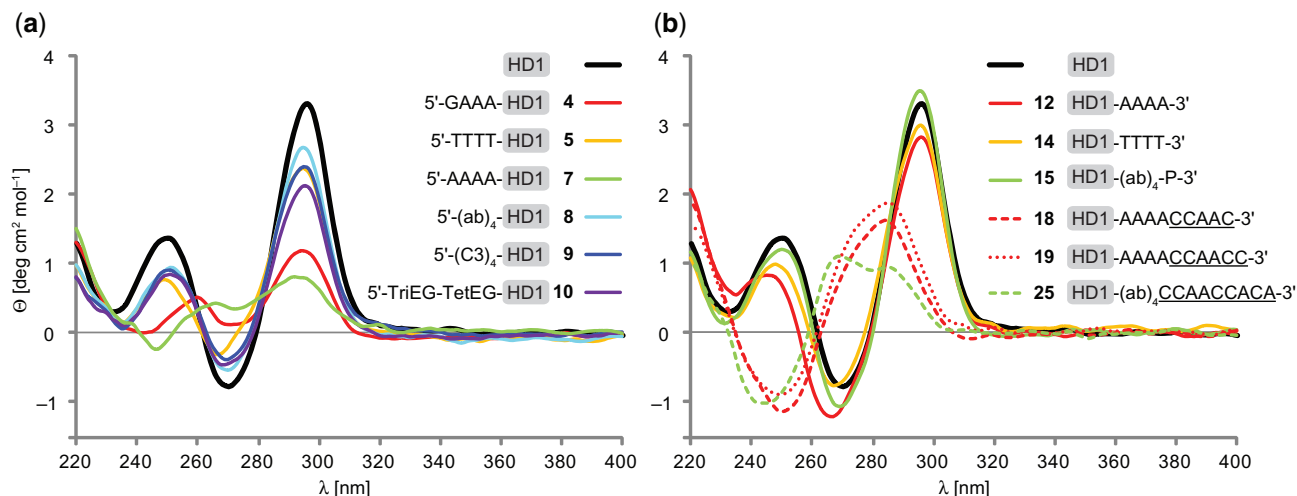 (a)
Θ [deg cm² mol⁻¹]
4
3
2
1
0
−1
220 240 260 280 300 320 340 360 380 400
λ [nm]
HD1
5'-GAAA-HD1 4
5'-TTTT-HD1 5
5'-AAAA-HD1 7
5'-(ab)₄-HD1 8
5'-(C3)₄-HD1 9
5'-TriEG-TetEG-HD1 10
(b)
4
3
2
1
0
−1
220 240 260 280 300 320 340 360 380 400
λ [nm]
HD1
12 HD1-AAAA-3'
14 HD1-TTTT-3'
15 HD1-(ab)₄-P-3'
18 HD1-AAAACCAAC-3'
19 HD1-AAAACCAACC-3'
25 HD1-(ab)₄CCAACCACA-3'